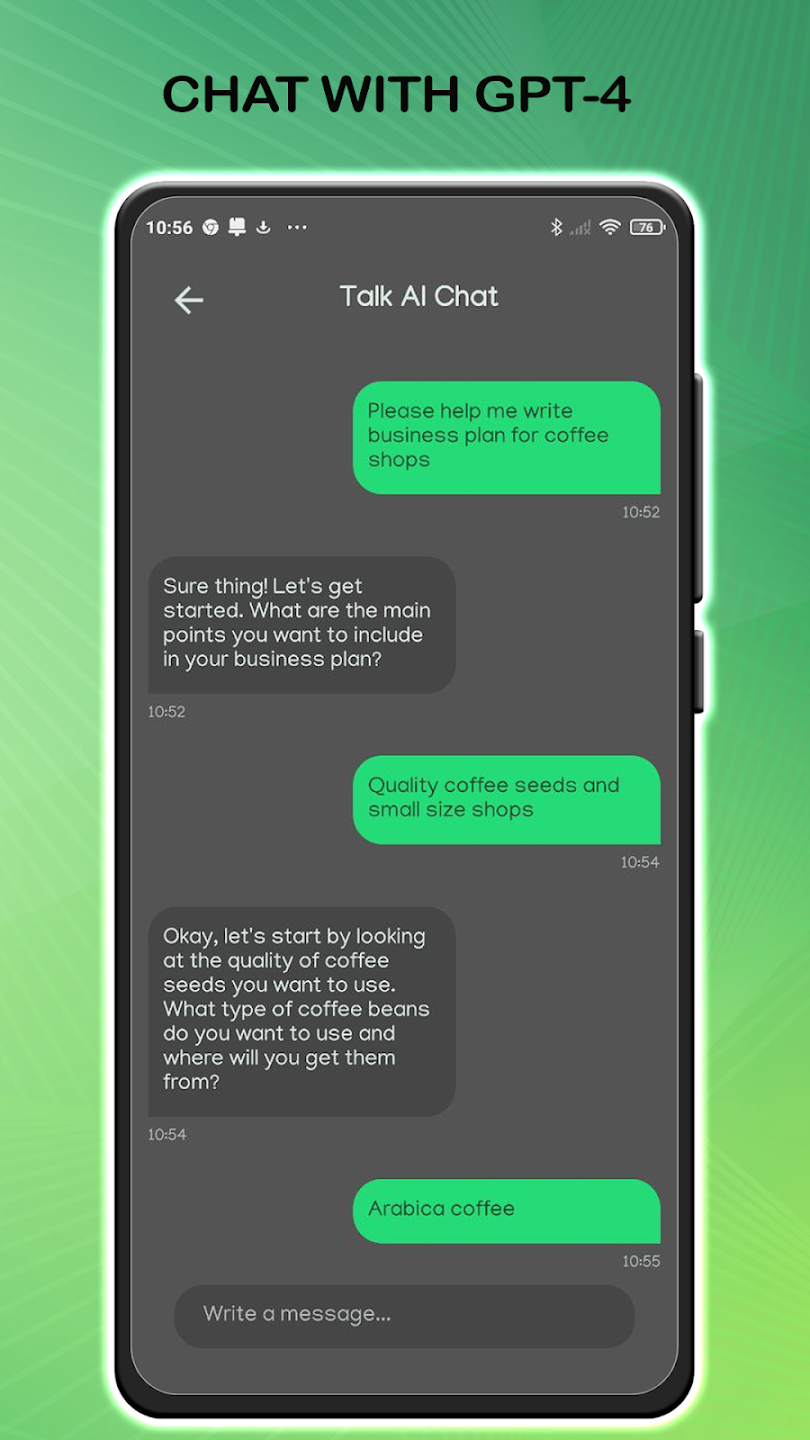 CHAT WITH GPT-4
10:56
76
Talk AI Chat
Please help me write
business plan for coffee
shops
10:52
Sure thing! Let's get
started. What are the main
points you want to include
in your business plan?
10:52
Quality coffee seeds and
small size shops
10:54
Okay, let's start by looking
at the quality of coffee
seeds you want to use.
What type of coffee beans
do you want to use and
where will you get them
from?
10:54
Arabica coffee
10:55
Write a message...